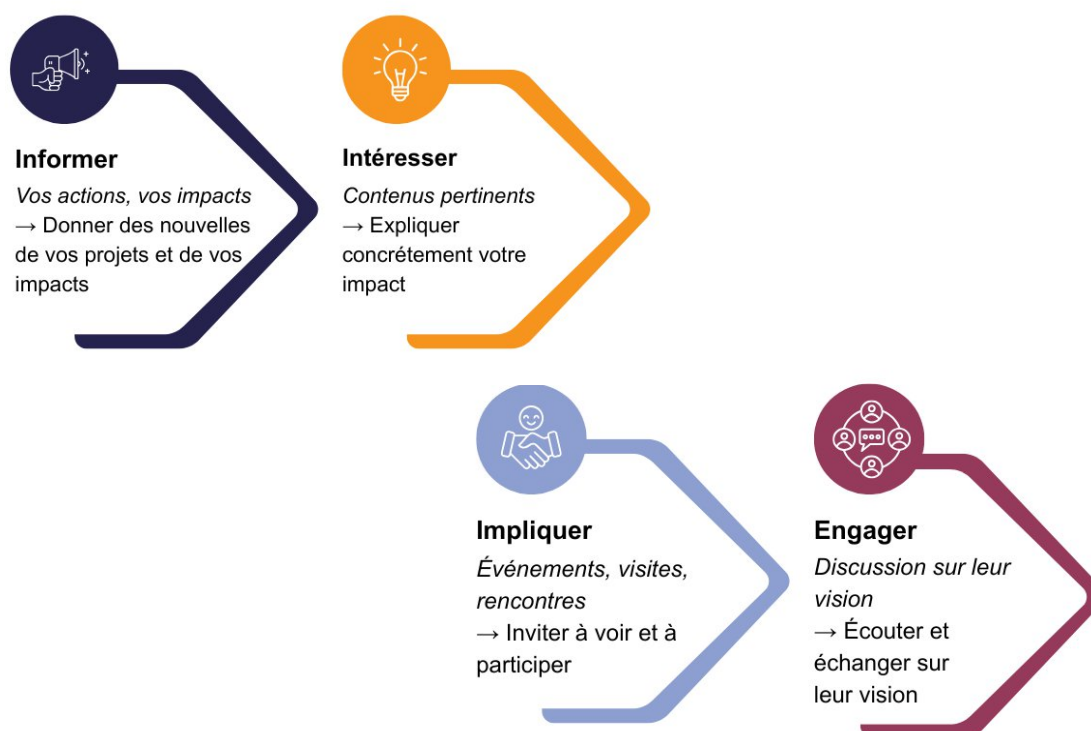 Informer
Vos actions, vos impacts
→ Donner des nouvelles
de vos projets et de vos
impacts
Intéresser
Contenus pertinents
→ Expliquer
concrétement votre
impact
Impliquer
Événements, visites,
rencontres
→ Inviter à voir et à
participer
Engager
Discussion sur leur
vision
→ Écouter et
échanger sur
leur vision